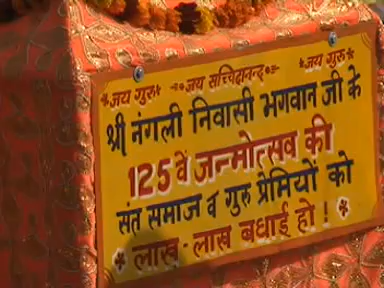 *जय गुरु* *जय सच्चिदानन्द* *जय गुरु*
श्री नंगली निवासी भगवान जी के
125 वें जन्मोत्सव की
संत समाज व गुरु प्रेमियों को
लाख - लाख बधाई हो !